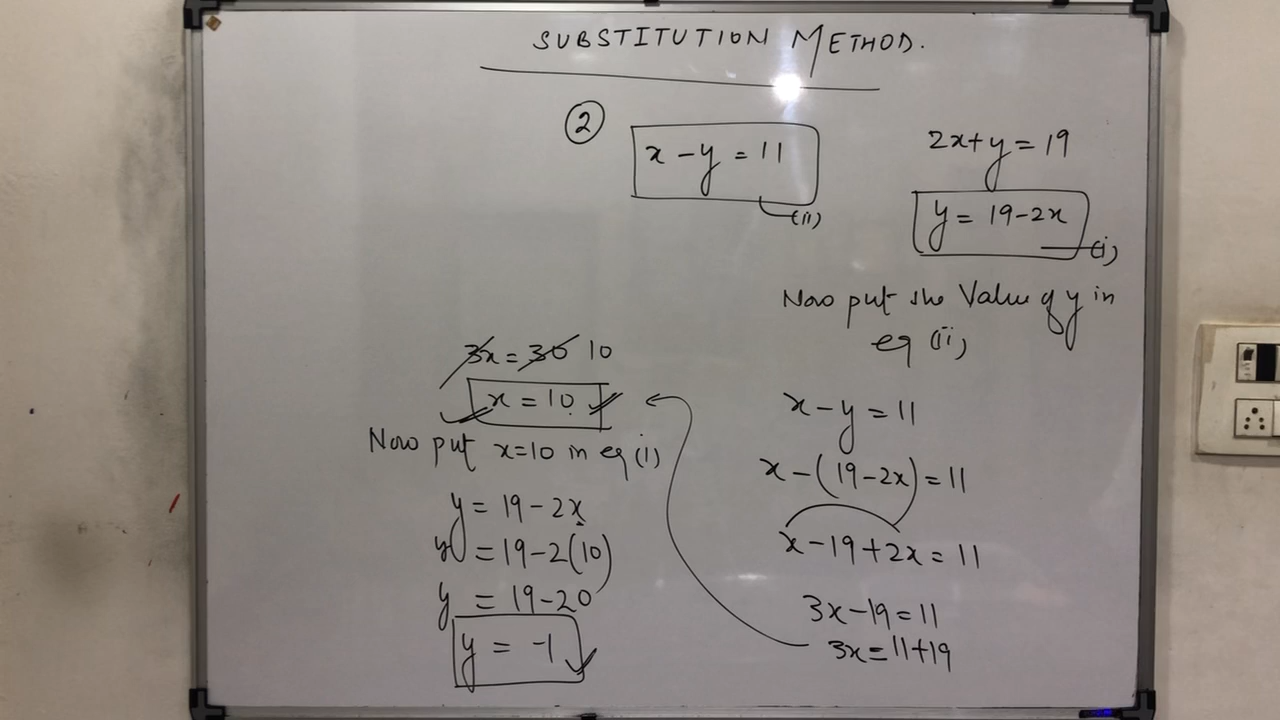 SUBSTITUTION METHOD.
②
x - y = 11
(ii)
2x+y = 19
y = 19-2x
(i)
Now put the Value of y in
eq (ii)
x - y = 11
x - (19-2x) = 11
x - 19 + 2x = 11
3x - 19 = 11
3x = 11+19
3x = 30 10
x = 10
Now put x=10 in eq (i)
y = 19 - 2x
y = 19-2(10)
y = 19-20
y = -1